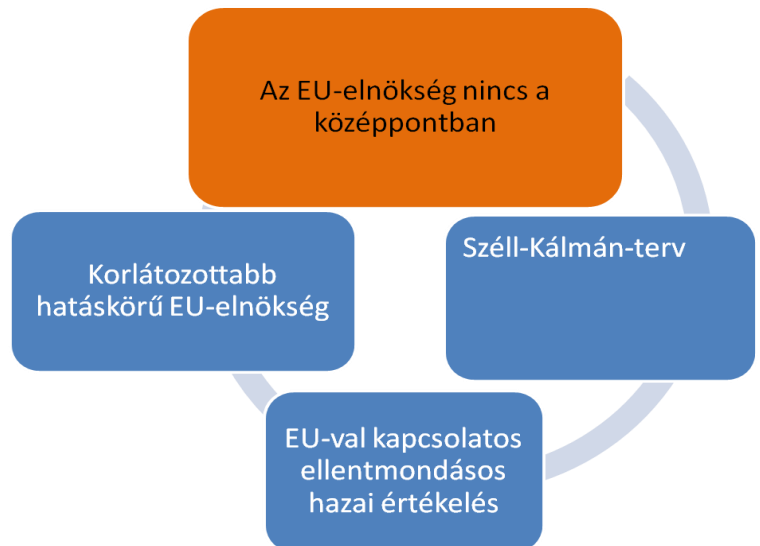 Az EU-elnökség nincs a
középpontban
Széll-Kálmán-terv
EU-val kapcsolatos
ellentmondásos
hazai értékelés
Korlátozottabb
hatáskörű EU-elnökség